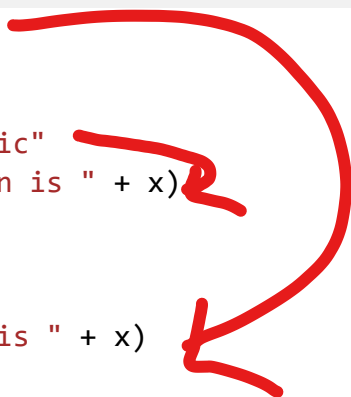 ic"
n is " + x)
is " + x)